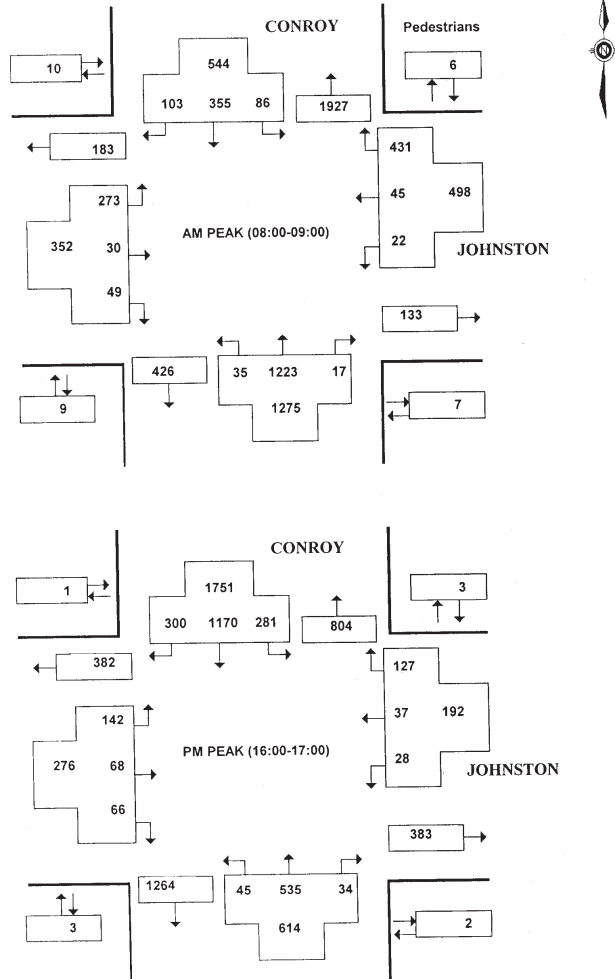 CONROY
Pedestrians
N
10
544
6
103 355 86
1927
183
431
273
45 498
352 30
AM PEAK (08:00-09:00)
22
JOHNSTON
49
133
426
35 1223 17
1275
9
7
CONROY
1
1751
3
300 1170 281
804
382
127
142
37 192
276 68
PM PEAK (16:00-17:00)
28
JOHNSTON
66
383
1264
45 535 34
614
3
2